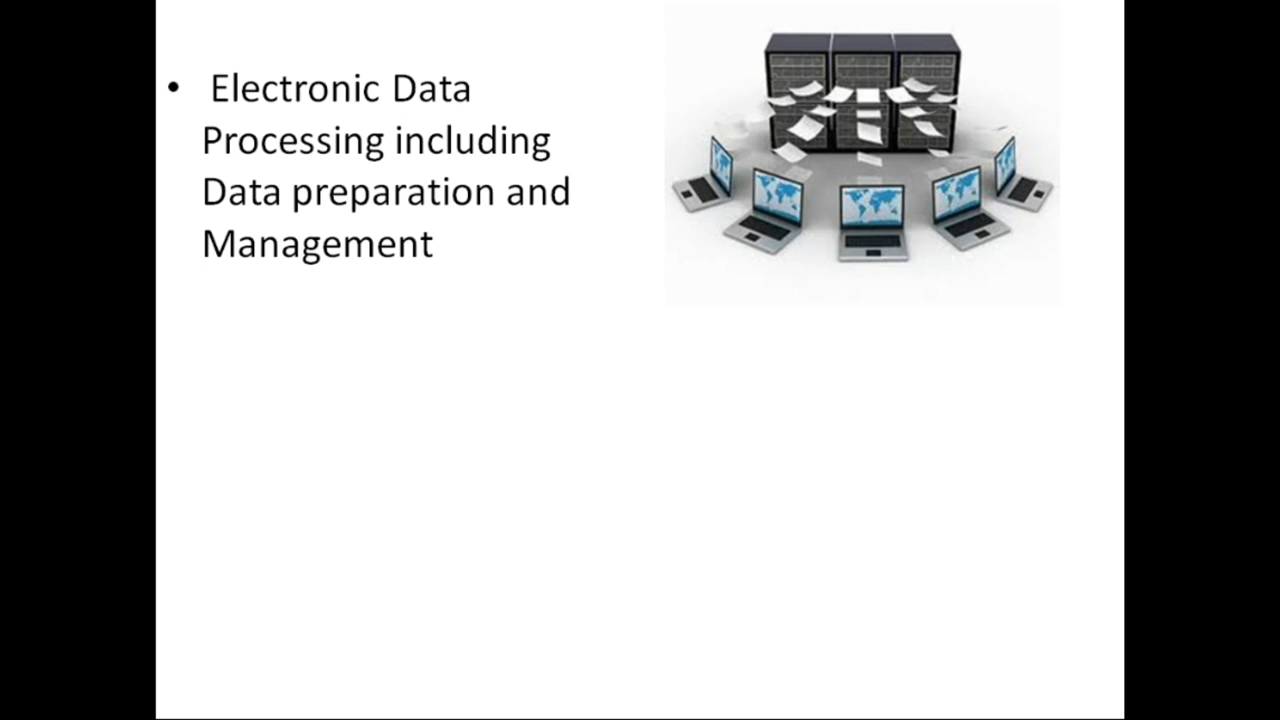 • Electronic Data
Processing including
Data preparation and
Management